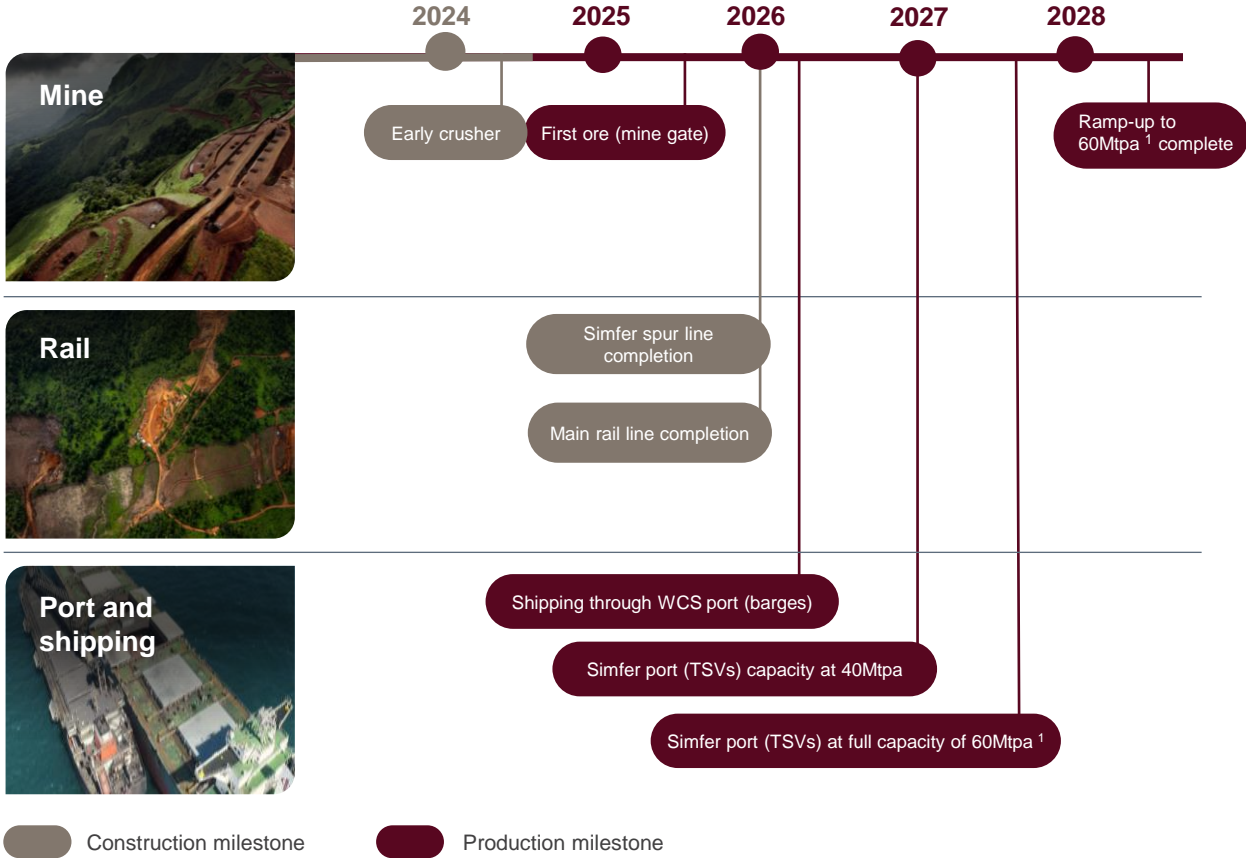 2024
2025
2026
2027
2028
Mine
Early crusher
First ore (mine gate)
Ramp-up to
60Mtpa ¹ complete
Rail
Simfer spur line
completion
Main rail line completion
Port and
shipping
Shipping through WCS port (barges)
Simfer port (TSVs) capacity at 40Mtpa
Simfer port (TSVs) at full capacity of 60Mtpa ¹
Construction milestone
Production milestone